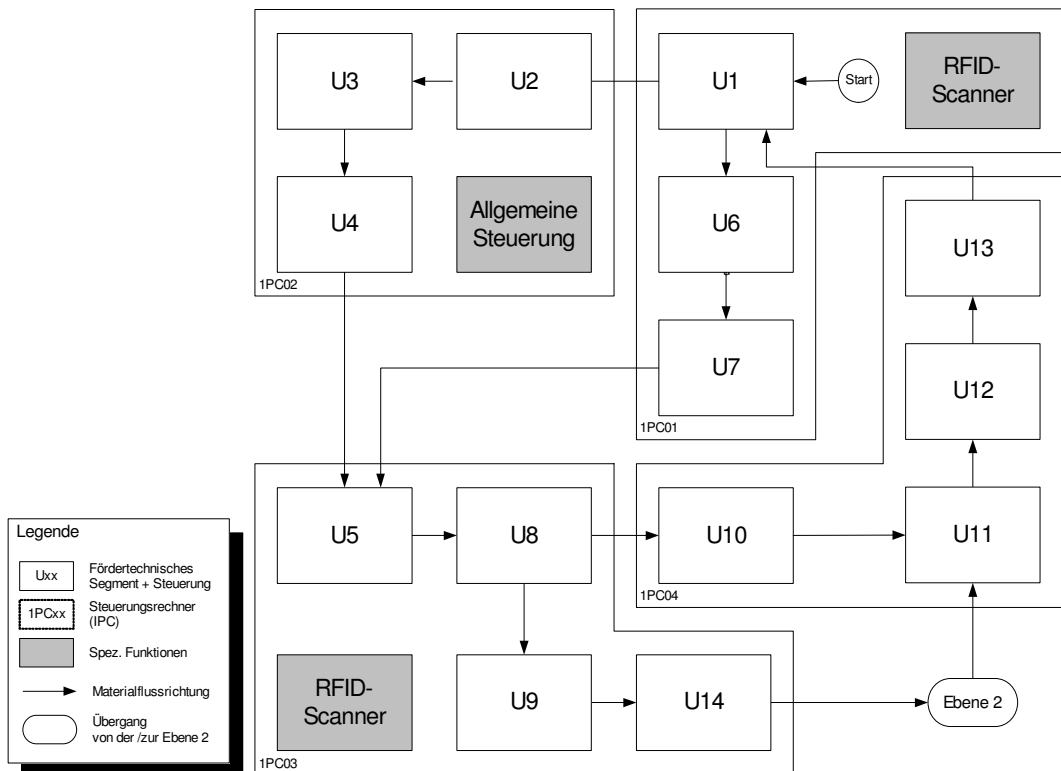 U3
U2
U1
Start
RFID-
Scanner
U4
Allgemeine
Steuerung
1PC02
U6
U13
U7
1PC01
U12
U5
U8
U10
U11
1PC04
RFID-
Scanner
U9
U14
Ebene 2
1PC03
Legende
Uxx
Fördertechnisches
Segment + Steuerung
1PCxx
Steuerungsrechner
(IPC)
Spez. Funktionen
Materialflussrichtung
Übergang
von der /zur Ebene 2